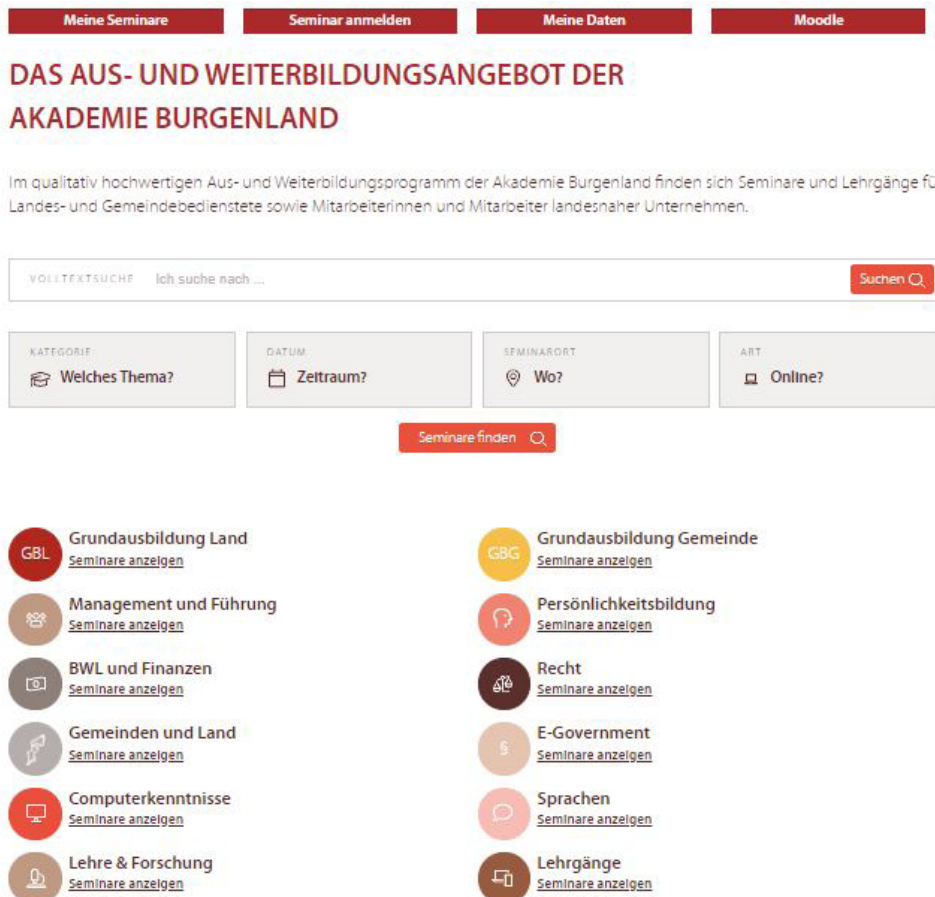 Meine Seminare
Seminar anmelden
Meine Daten
Moodle
DAS AUS- UND WEITERBILDUNGSANGEBOT DER
AKADEMIE BURGENLAND
Im qualitativ hochwertigen Aus- und Weiterbildungsprogramm der Akademie Burgenland finden sich Seminare und Lehrgänge fü
Landes- und Gemeindebedienstete sowie Mitarbeiterinnen und Mitarbeiter landesnaher Unternehmen.
VOLLTEXTSUCHE Ich suche nach ...
Suchen
KATEGORIE
Welches Thema?
DATUM
Zeitraum?
SEMINARORT
Wo?
ART
Online?
Seminare finden
GBL
Grundausbildung Land
Seminare anzeigen
GBG
Grundausbildung Gemeinde
Seminare anzeigen
Management und Führung
Seminare anzeigen
Persönlichkeitsbildung
Seminare anzeigen
BWL und Finanzen
Seminare anzeigen
Recht
Seminare anzeigen
Gemeinden und Land
Seminare anzeigen
§
E-Government
Seminare anzeigen
Computerkenntnisse
Seminare anzeigen
Sprachen
Seminare anzeigen
Lehre & Forschung
Seminare anzeigen
Lehrgänge
Seminare anzeigen